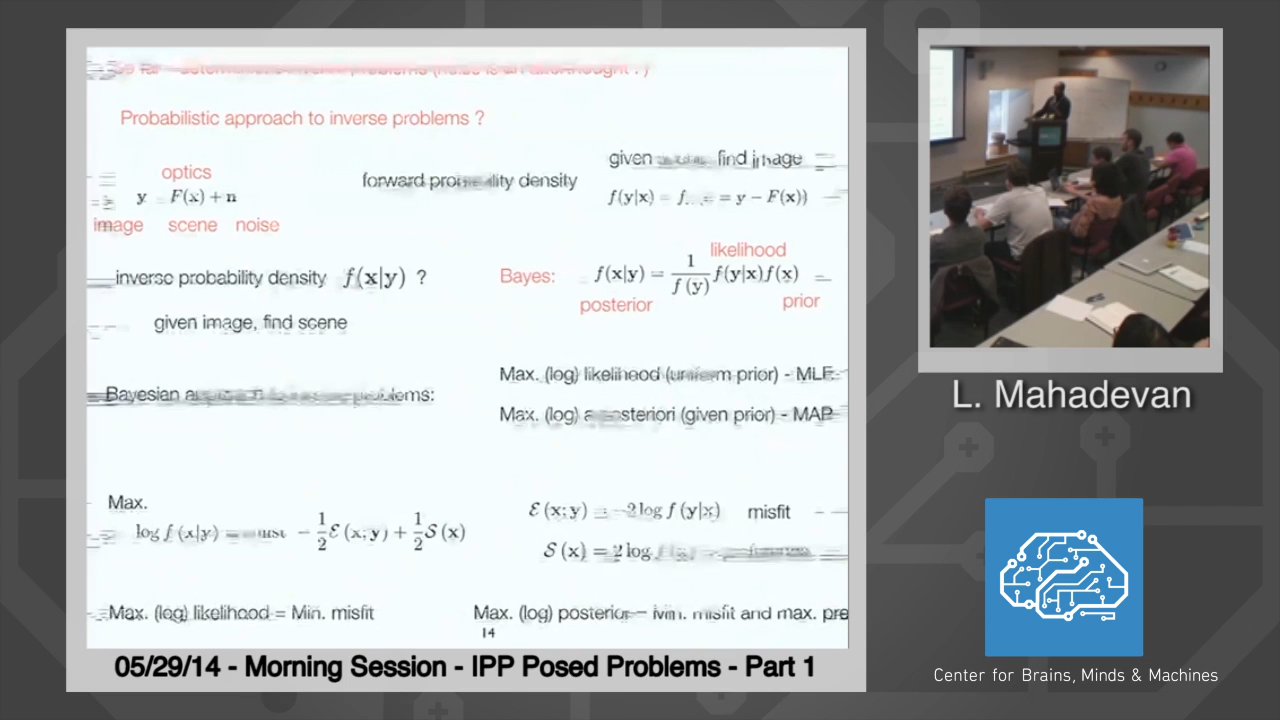 Probabilistic approach to inverse problems ?
given find image
optics
forward density
y F(x) + n
f(y|x) = = y − F(x))
image scene noise
likelihood
inverse probability density f(x|y) ?
Bayes: f(x|y) = 1/f(y) f(y|x)f(x)
posterior prior
given image, find scene
Max. (log) likelihood (uniform prior) - MLE
Bayesian problems:
Max. (log) a posteriori (given prior) - MAP
Max.
log f(x|y) − 1/2 ℰ(x; y) + 1/2 𝒮(x)
ℰ(x; y) = −2 log f(y|x) misfit
𝒮(x) = 2 log
Max. (log) likelihood = Min. misfit
Max. (log) posterior = Min. misfit and max.
14
05/29/14 - Morning Session - IPP Posed Problems - Part 1
L. Mahadevan
Center for Brains, Minds & Machines